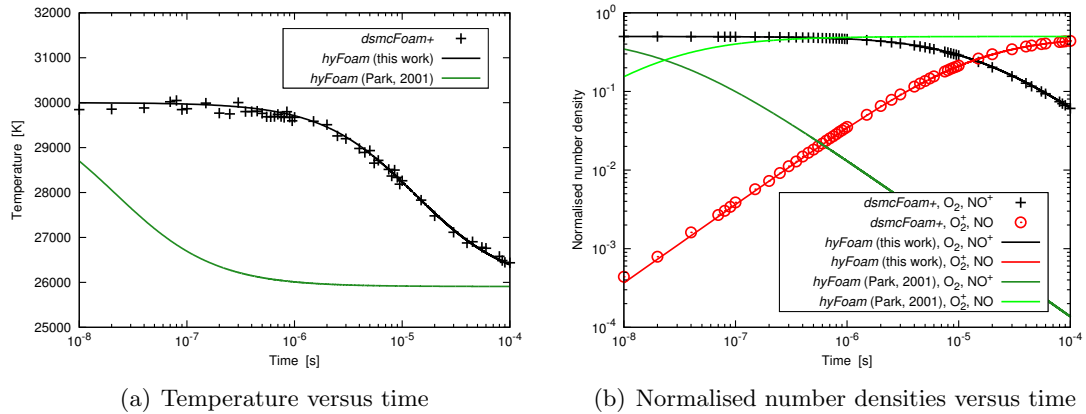 32000
31000
30000
29000
28000
27000
26000
25000
Temperature [K]
10⁻⁸ 10⁻⁷ 10⁻⁶ 10⁻⁵ 10⁻⁴
Time [s]
dsmcFoam+
hyFoam (this work)
hyFoam (Park, 2001)
(a) Temperature versus time
10⁰
10⁻¹
10⁻²
10⁻³
10⁻⁴
Normalised number density
10⁻⁸ 10⁻⁷ 10⁻⁶ 10⁻⁵ 10⁻⁴
Time [s]
dsmcFoam+, O₂, NO⁺
dsmcFoam+, O₂⁺, NO
hyFoam (this work), O₂, NO⁺
hyFoam (this work), O₂⁺, NO
hyFoam (Park, 2001), O₂, NO⁺
hyFoam (Park, 2001), O₂⁺, NO
(b) Normalised number densities versus time